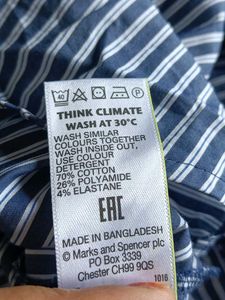 40
THINK CLIMATE
WASH AT 30°C
WASH SIMILAR
COLOURS TOGETHER
WASH INSIDE OUT,
USE COLOUR
DETERGENT
70% COTTON
26% POLYAMIDE
4% ELASTANE
EAC
MADE IN BANGLADESH
© Marks and Spencer plc
PO Box 3339
Chester CH99 9QS
1016